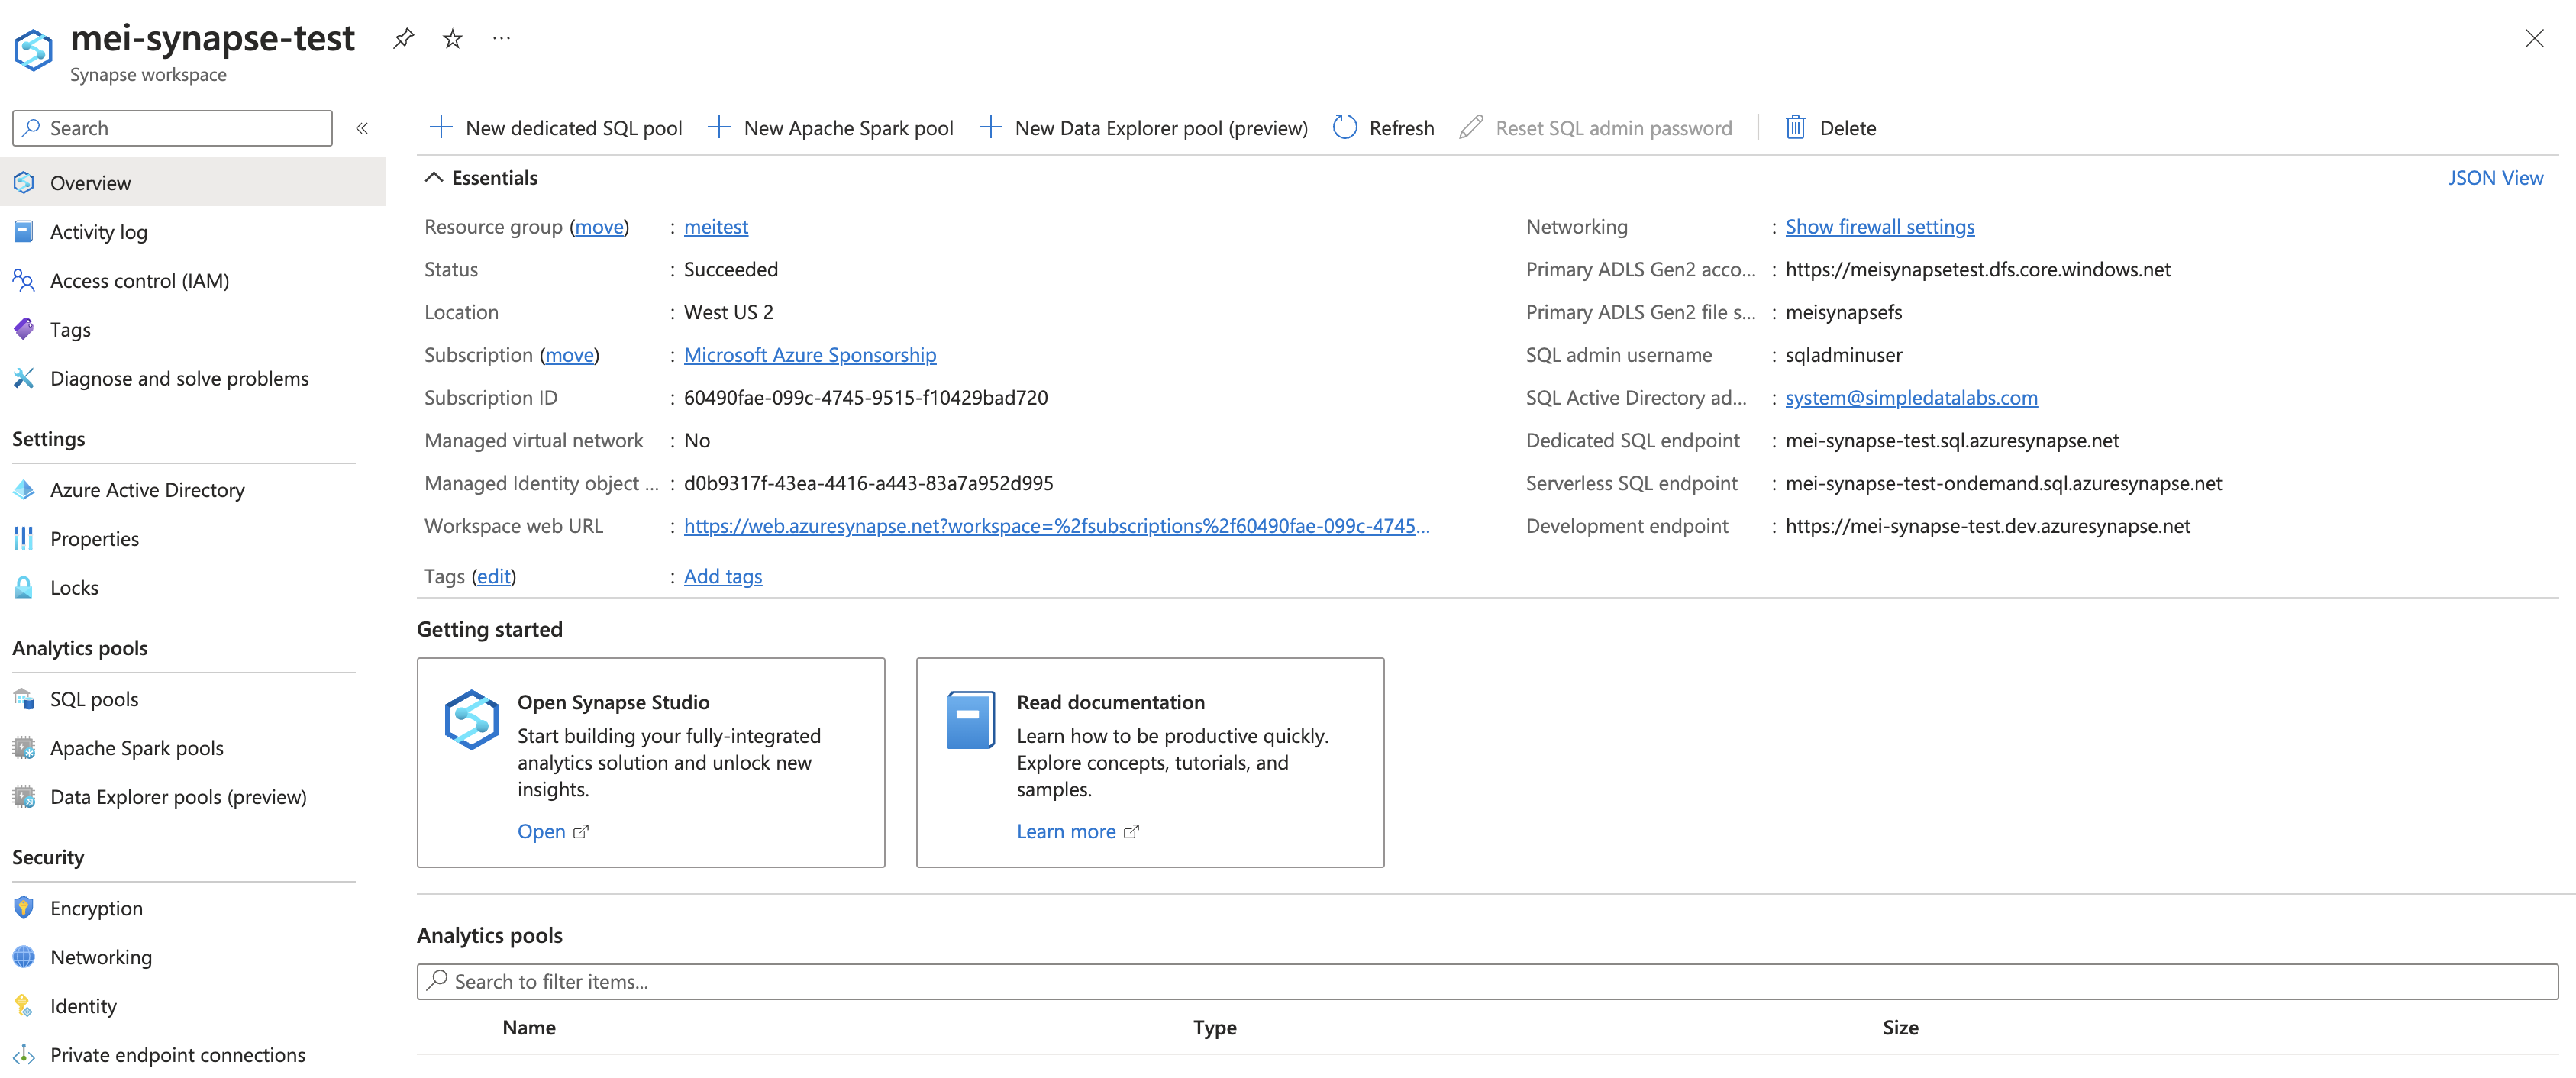 mei-synapse-test
Synapse workspace
Search
Overview
Activity log
Access control (IAM)
Tags
Diagnose and solve problems
Settings
Azure Active Directory
Properties
Locks
Analytics pools
SQL pools
Apache Spark pools
Data Explorer pools (preview)
Security
Encryption
Networking
Identity
Private endpoint connections
New dedicated SQL pool
New Apache Spark pool
New Data Explorer pool (preview)
Refresh
Reset SQL admin password
Delete
Essentials
JSON View
Resource group (move) : meitest
Status : Succeeded
Location : West US 2
Subscription (move) : Microsoft Azure Sponsorship
Subscription ID : 60490fae-099c-4745-9515-f10429bad720
Managed virtual network : No
Managed Identity object ... : d0b9317f-43ea-4416-a443-83a7a952d995
Workspace web URL : https://web.azuresynapse.net?workspace=%2fsubscriptions%2f60490fae-099c-4745...
Tags (edit) : Add tags
Networking : Show firewall settings
Primary ADLS Gen2 acco... : https://meisynapsetest.dfs.core.windows.net
Primary ADLS Gen2 file s... : meisynapsefs
SQL admin username : sqladminuser
SQL Active Directory ad... : system@simpledatalabs.com
Dedicated SQL endpoint : mei-synapse-test.sql.azuresynapse.net
Serverless SQL endpoint : mei-synapse-test-ondemand.sql.azuresynapse.net
Development endpoint : https://mei-synapse-test.dev.azuresynapse.net
Getting started
Open Synapse Studio
Start building your fully-integrated
analytics solution and unlock new
insights.
Open
Read documentation
Learn how to be productive quickly.
Explore concepts, tutorials, and
samples.
Learn more
Analytics pools
Search to filter items...
Name Type Size